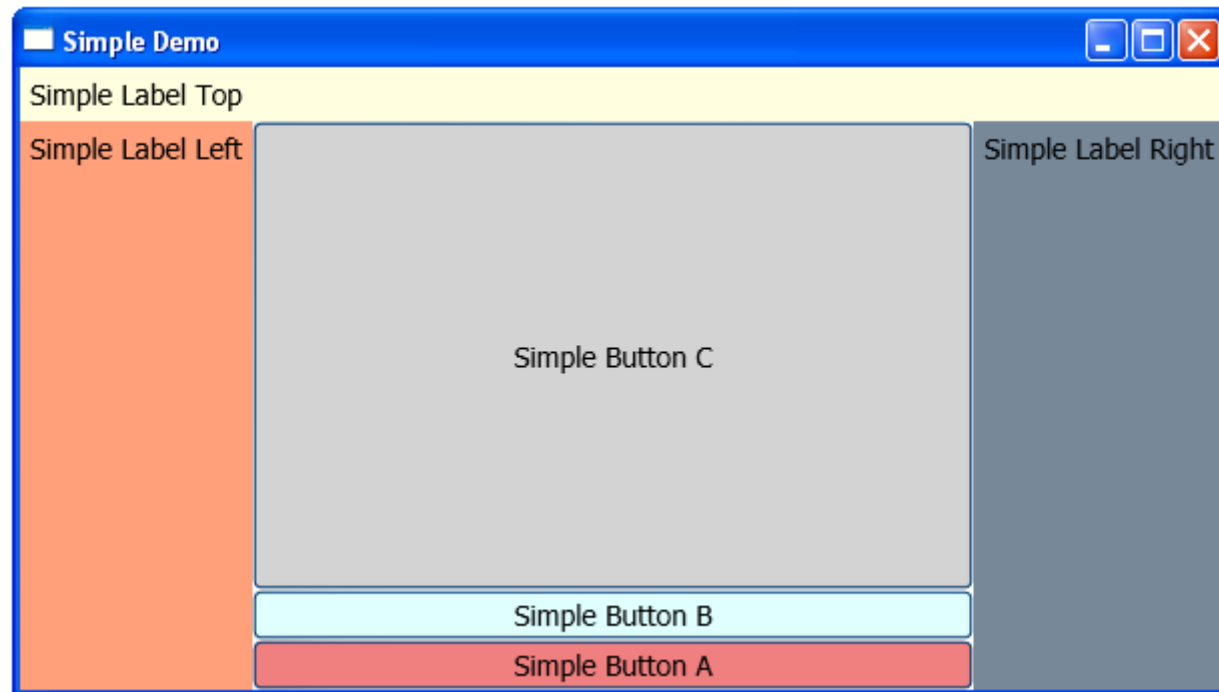 Simple Demo
Simple Label Top
Simple Label Left
Simple Label Right
Simple Button C
Simple Button B
Simple Button A